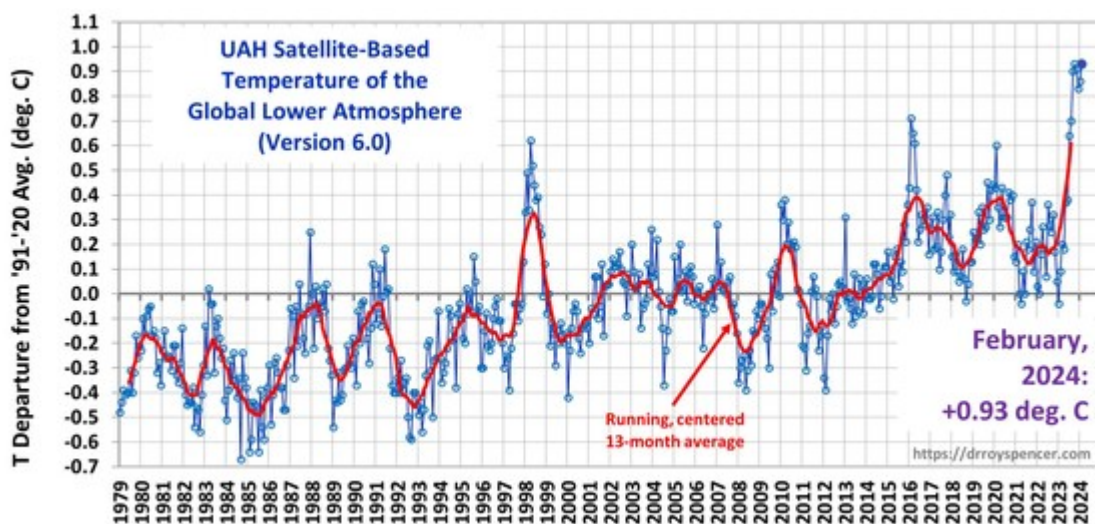 UAH Satellite-Based
Temperature of the
Global Lower Atmosphere
(Version 6.0)
T Departure from '91-'20 Avg. (deg. C)
1.1
1.0
0.9
0.8
0.7
0.6
0.5
0.4
0.3
0.2
0.1
0.0
-0.1
-0.2
-0.3
-0.4
-0.5
-0.6
-0.7
Running, centered
13-month average
February,
2024:
+0.93 deg. C
https://drroyspencer.com
1979 1980 1981 1982 1983 1984 1985 1986 1987 1988 1989 1990 1991 1992 1993 1994 1995 1996 1997 1998 1999 2000 2001 2002 2003 2004 2005 2006 2007 2008 2009 2010 2011 2012 2013 2014 2015 2016 2017 2018 2019 2020 2021 2022 2023 2024